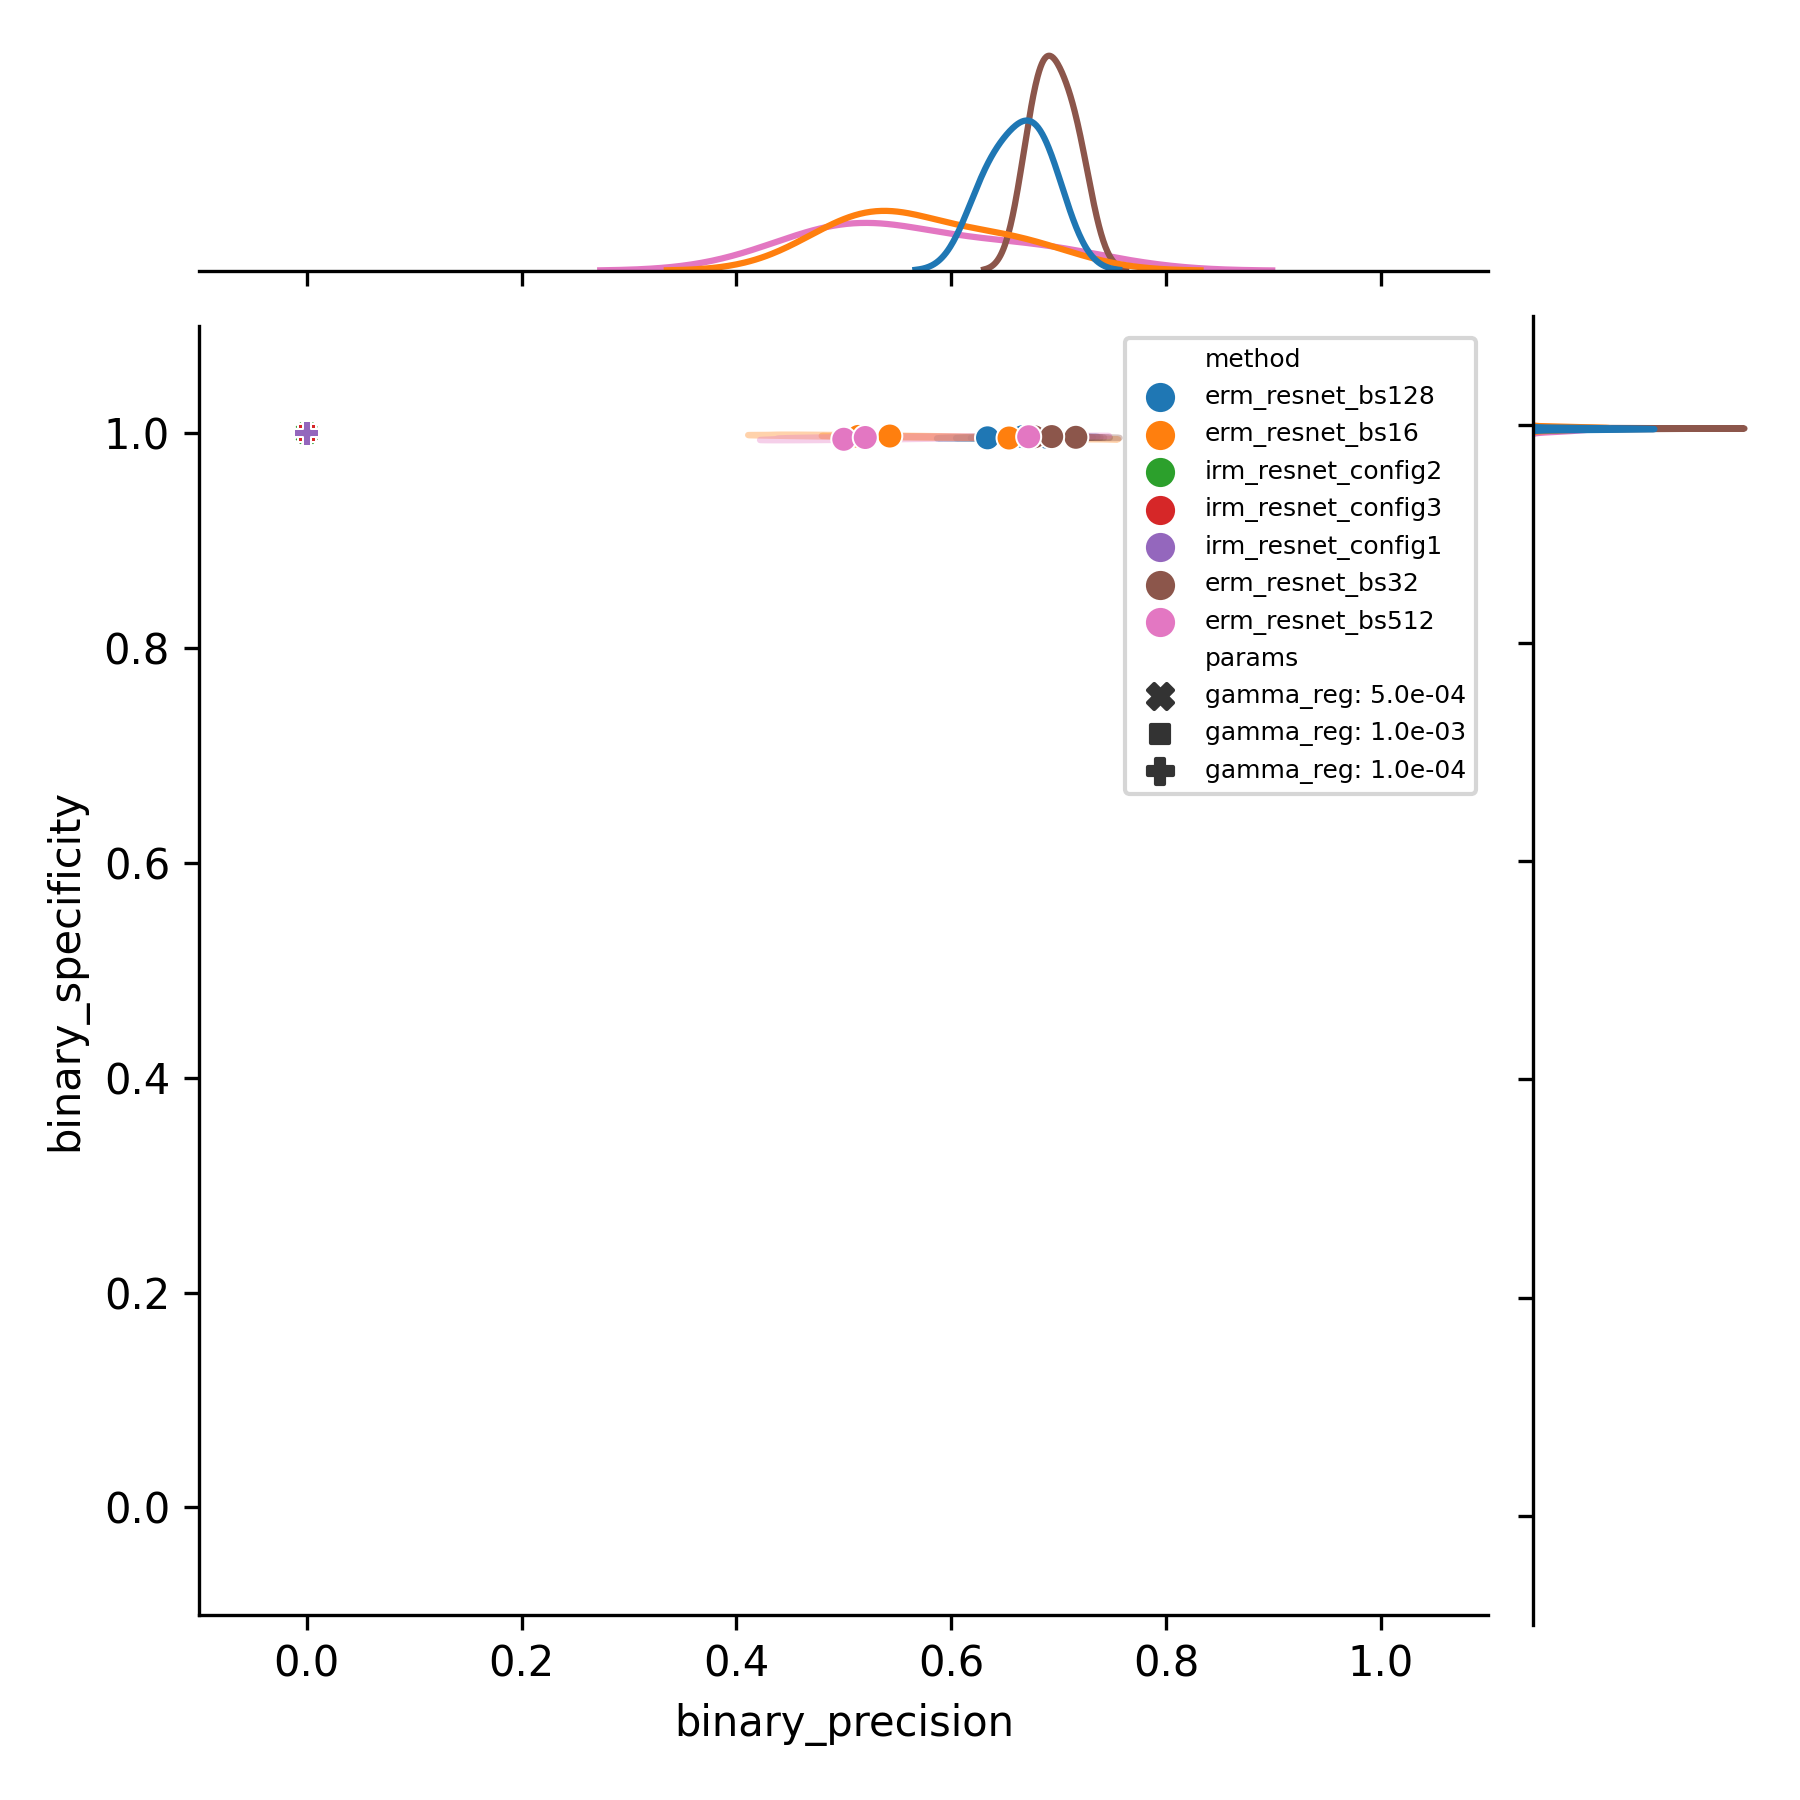 method
erm_resnet_bs128
erm_resnet_bs16
irm_resnet_config2
irm_resnet_config3
irm_resnet_config1
erm_resnet_bs32
erm_resnet_bs512
params
gamma_reg: 5.0e-04
gamma_reg: 1.0e-03
gamma_reg: 1.0e-04
binary_specificity
1.0
0.8
0.6
0.4
0.2
0.0
0.0 0.2 0.4 0.6 0.8 1.0
binary_precision